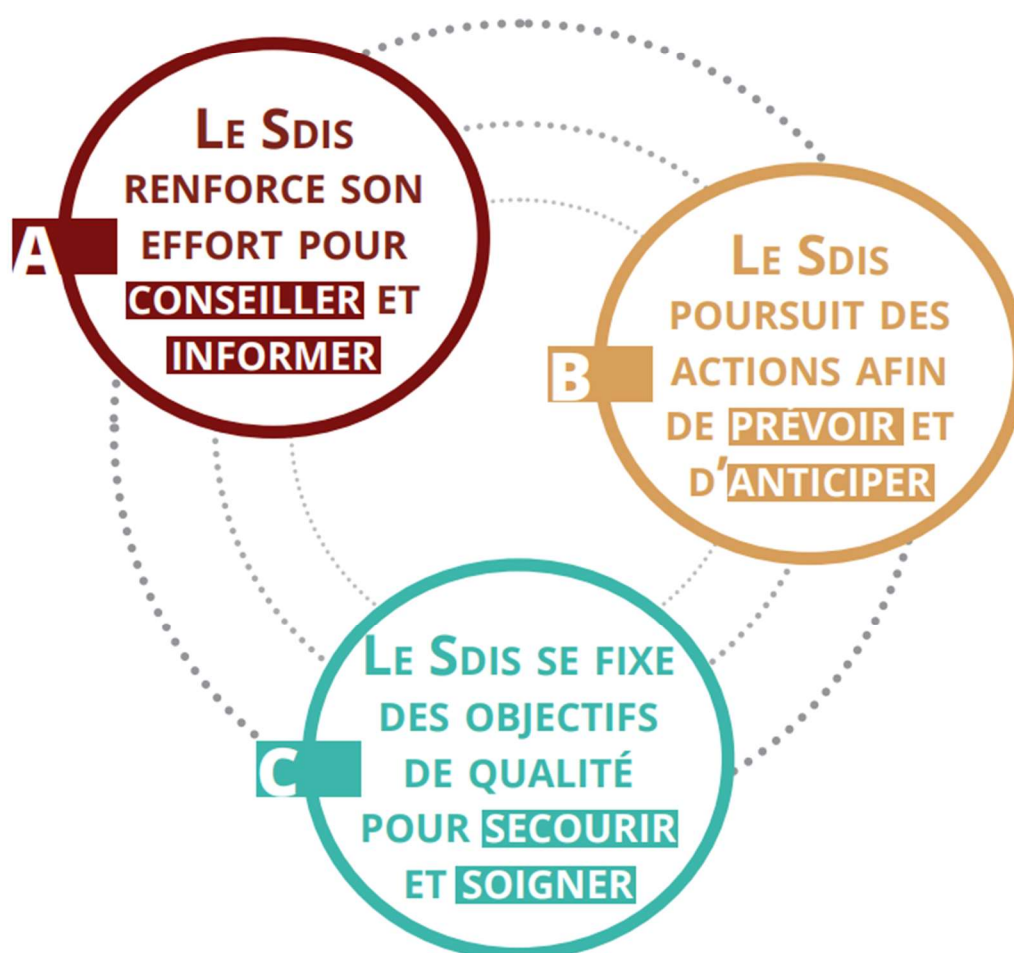 A
LE SDIS
RENFORCE SON
EFFORT POUR
CONSEILLER ET
INFORMER
B
LE SDIS
POURSUIT DES
ACTIONS AFIN
DE PRÉVOIR ET
D'ANTICIPER
C
LE SDIS SE FIXE
DES OBJECTIFS
DE QUALITÉ
POUR SECOURIR
ET SOIGNER